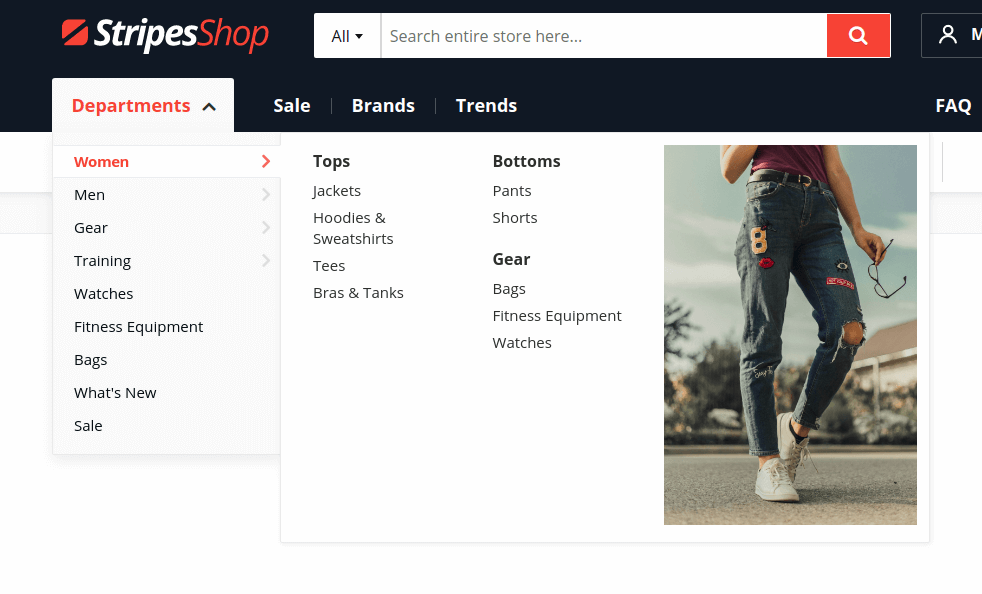 StripesShop
All
Search entire store here...
M
Departments
Sale
Brands
Trends
FAQ
Women
Men
Gear
Training
Watches
Fitness Equipment
Bags
What's New
Sale
Tops
Jackets
Hoodies &
Sweatshirts
Tees
Bras & Tanks
Bottoms
Pants
Shorts
Gear
Bags
Fitness Equipment
Watches
8